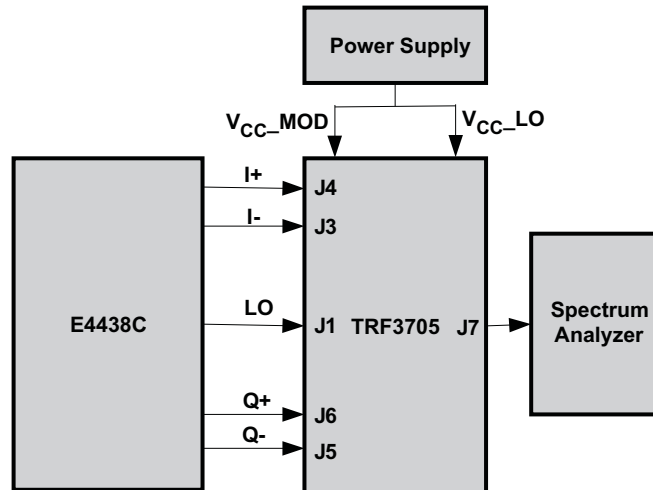 Power Supply
VCC_MOD
VCC_LO
I+
J4
I-
J3
E4438C
LO
J1
TRF3705
J7
Spectrum
Analyzer
Q+
J6
Q-
J5